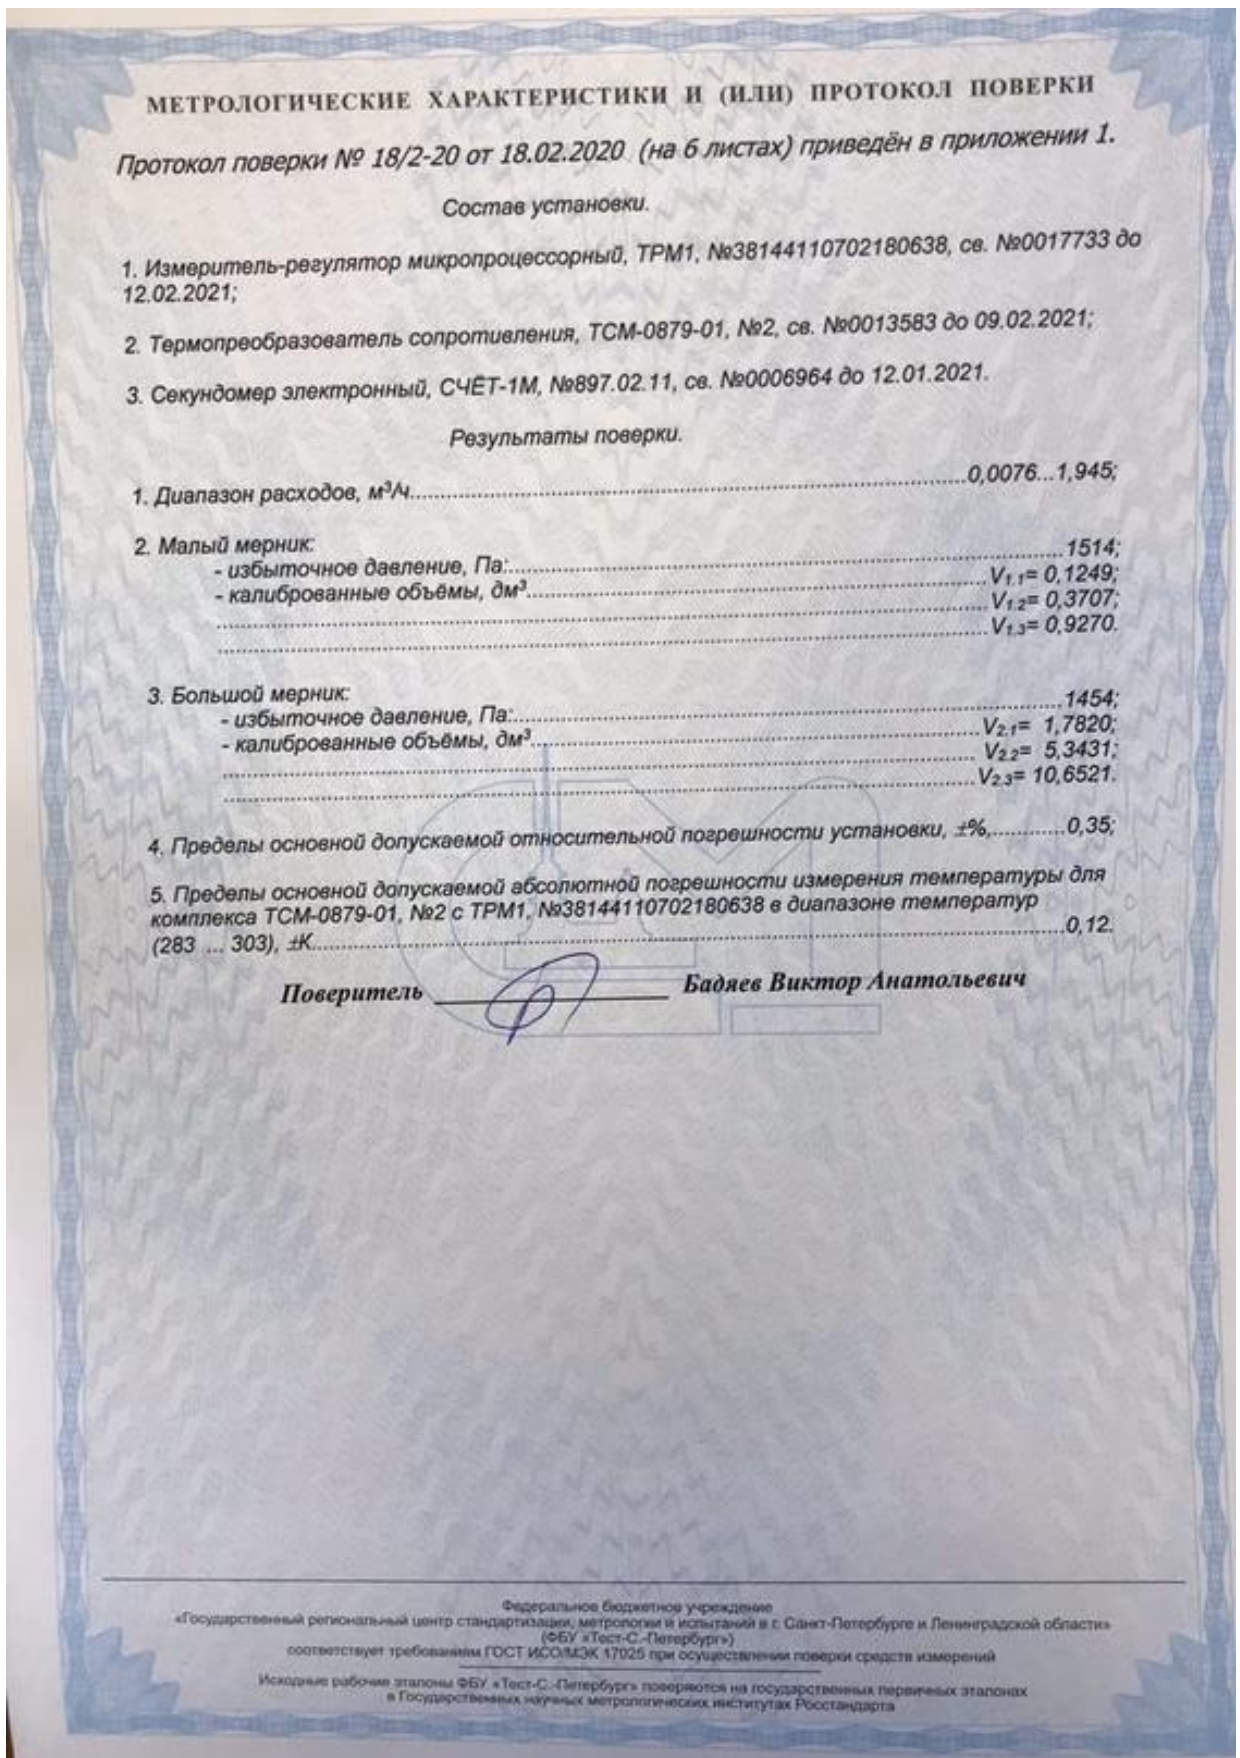 МЕТРОЛОГИЧЕСКИЕ ХАРАКТЕРИСТИКИ И (ИЛИ) ПРОТОКОЛ ПОВЕРКИ
Протокол поверки № 18/2-20 от 18.02.2020 (на 6 листах) приведён в приложении 1.
Состав установки.
1. Измеритель-регулятор микропроцессорный, ТРМ1, №38144110702180638, св. №0017733 до
12.02.2021;
2. Термопреобразователь сопротивления, ТСМ-0879-01, №2, св. №0013583 до 09.02.2021;
3. Секундомер электронный, СЧЁТ-1М, №897.02.11, св. №0006964 до 12.01.2021.
Результаты поверки.
1. Диапазон расходов, м³/ч....................0,0076...1,945;
2. Малый мерник:
- избыточное давление, Па:....................1514;
- калиброванные объёмы, дм³....................V1.1= 0,1249;
....................V1.2= 0,3707;
....................V1.3= 0,9270.
3. Большой мерник:
- избыточное давление, Па:....................1454;
- калиброванные объёмы, дм³....................V2.1= 1,7820;
....................V2.2= 5,3431;
....................V2.3= 10,6521.
4. Пределы основной допускаемой относительной погрешности установки, ±%,.............0,35;
5. Пределы основной допускаемой абсолютной погрешности измерения температуры для
комплекса ТСМ-0879-01, №2 с ТРМ1, №38144110702180638 в диапазоне температур
(283 ... 303), ±К....................0,12.
Поверитель Бадяев Виктор Анатольевич
Федеральное бюджетное учреждение
«Государственный региональный центр стандартизации, метрологии и испытаний в г. Санкт-Петербурге и Ленинградской области»
(ФБУ «Тест-С.-Петербург»)
соответствует требованиям ГОСТ ИСО/МЭК 17025 при осуществлении поверки средств измерений
Исходные рабочие эталоны ФБУ «Тест-С.-Петербург» поверяются на государственных первичных эталонах
в Государственных научных метрологических институтах Росстандарта